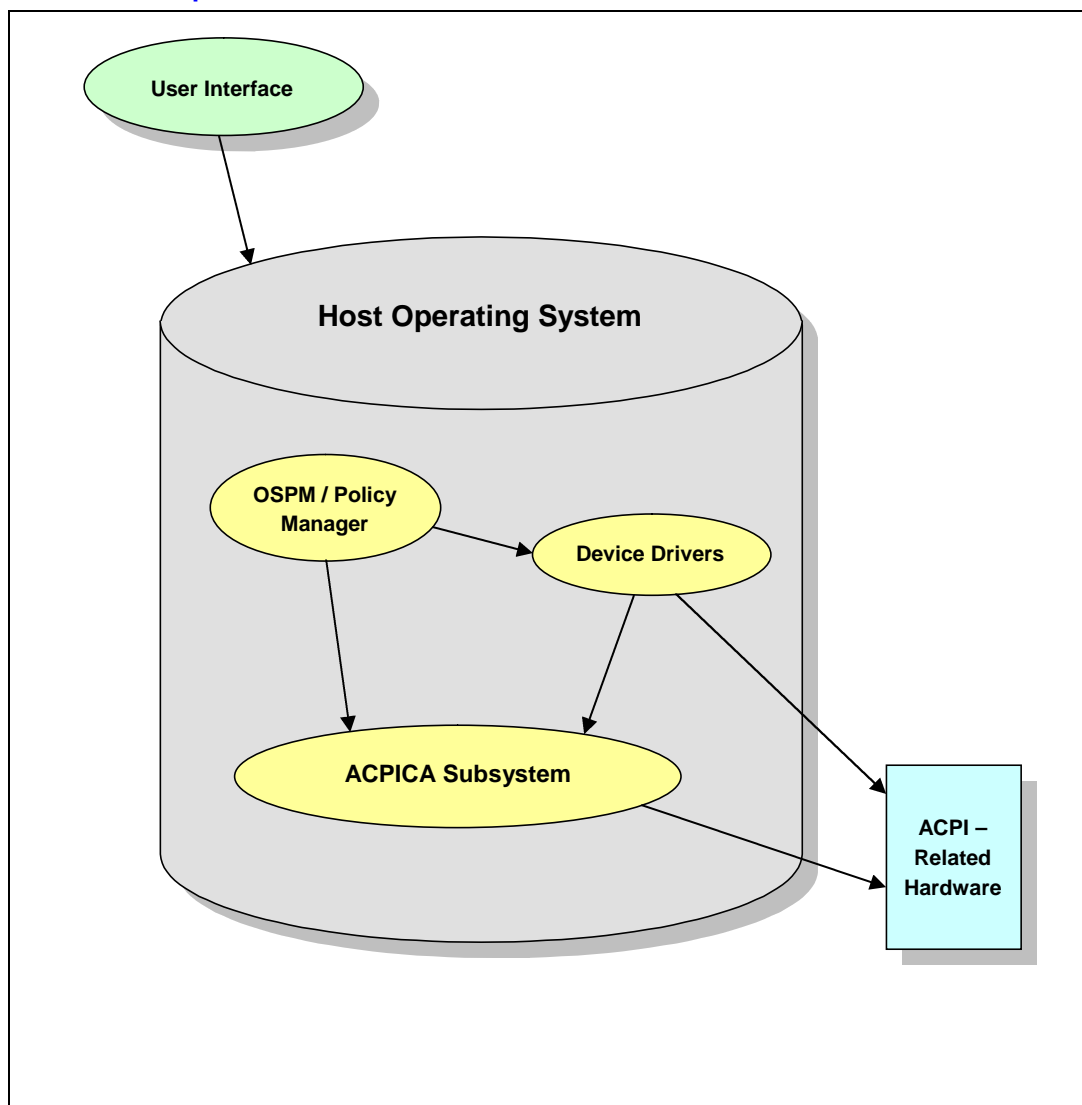 User Interface
Host Operating System
OSPM / Policy
Manager
Device Drivers
ACPICA Subsystem
ACPI –
Related
Hardware